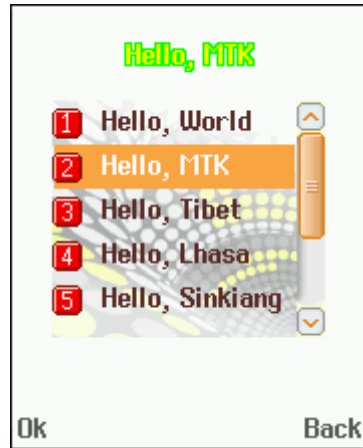 Hello, MTK
1 Hello, World
2 Hello, MTK
3 Hello, Tibet
4 Hello, Lhasa
5 Hello, Sinkiang
Ok Back